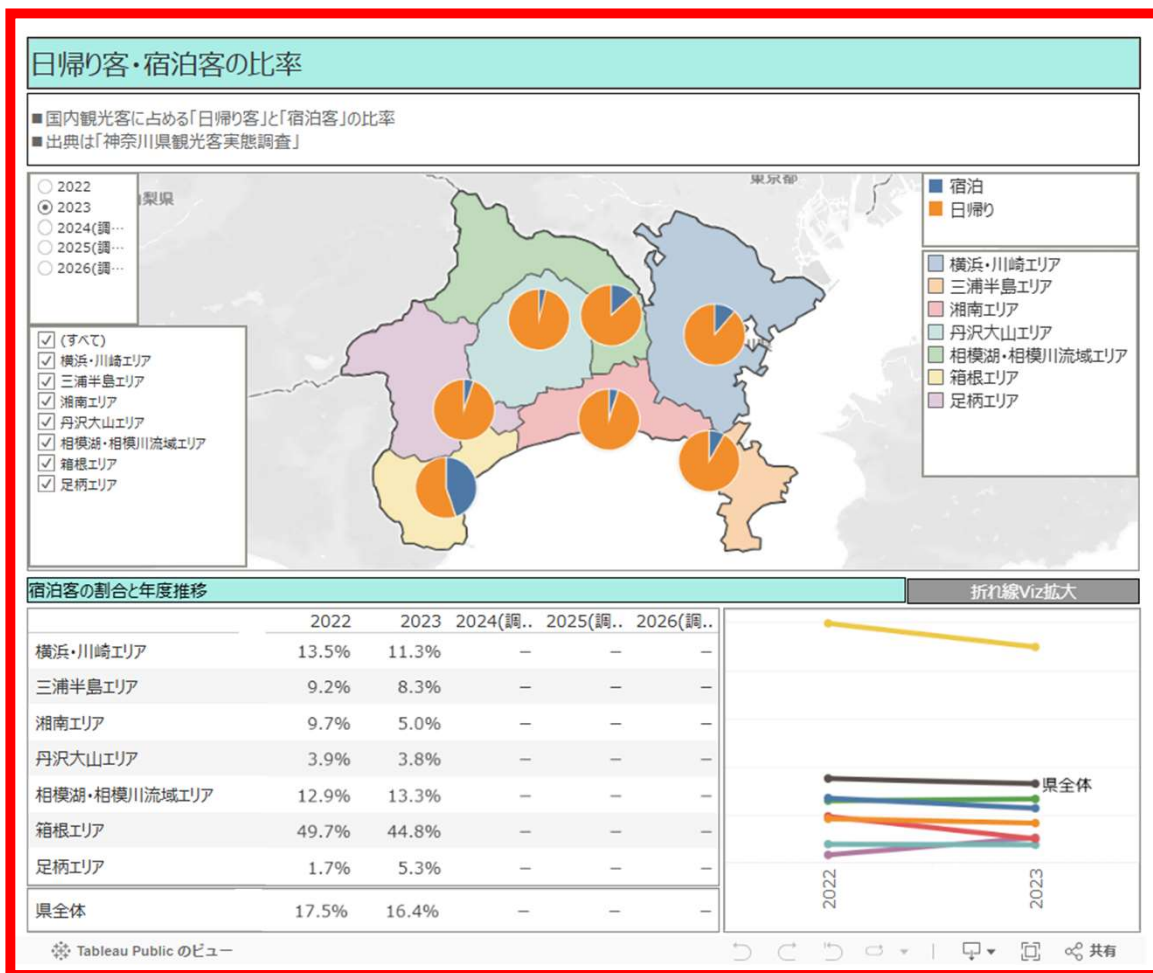 日帰り客・宿泊客の比率
■国内観光客に占める「日帰り客」と「宿泊客」の比率
■出典は「神奈川県観光客実態調査」
2022
2023
2024(調…
2025(調…
2026(調…
梨県
東京都
宿泊
日帰り
横浜・川崎エリア
三浦半島エリア
湘南エリア
丹沢大山エリア
相模湖・相模川流域エリア
箱根エリア
足柄エリア
(すべて)
横浜・川崎エリア
三浦半島エリア
湘南エリア
丹沢大山エリア
相模湖・相模川流域エリア
箱根エリア
足柄エリア
宿泊客の割合と年度推移
折れ線Viz拡大
2022 2023 2024(調.. 2025(調.. 2026(調..
横浜・川崎エリア 13.5% 11.3% – – –
三浦半島エリア 9.2% 8.3% – – –
湘南エリア 9.7% 5.0% – – –
丹沢大山エリア 3.9% 3.8% – – –
相模湖・相模川流域エリア 12.9% 13.3% – – –
箱根エリア 49.7% 44.8% – – –
足柄エリア 1.7% 5.3% – – –
県全体 17.5% 16.4% – – –
県全体
2022
2023
Tableau Public のビュー
共有